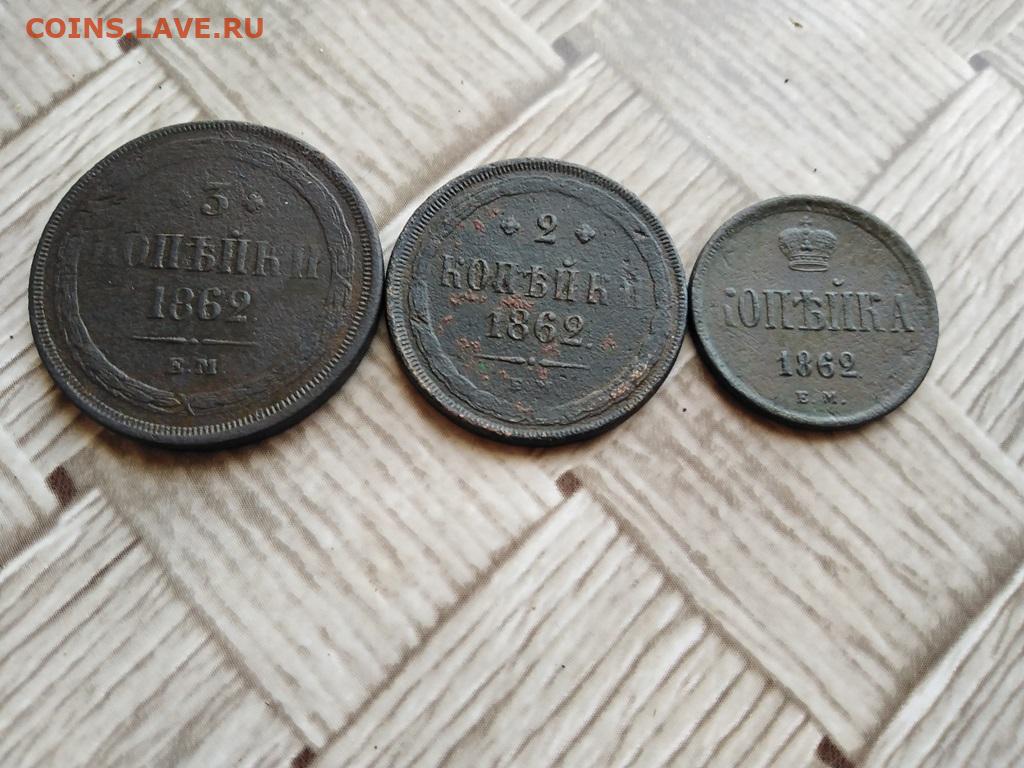 COINS.LAVE.RU
3
КОПѢЙКИ
1862
Е.М.
2
КОПѢЙКИ
1862.
КОПѢЙКА
1862
Е.М.